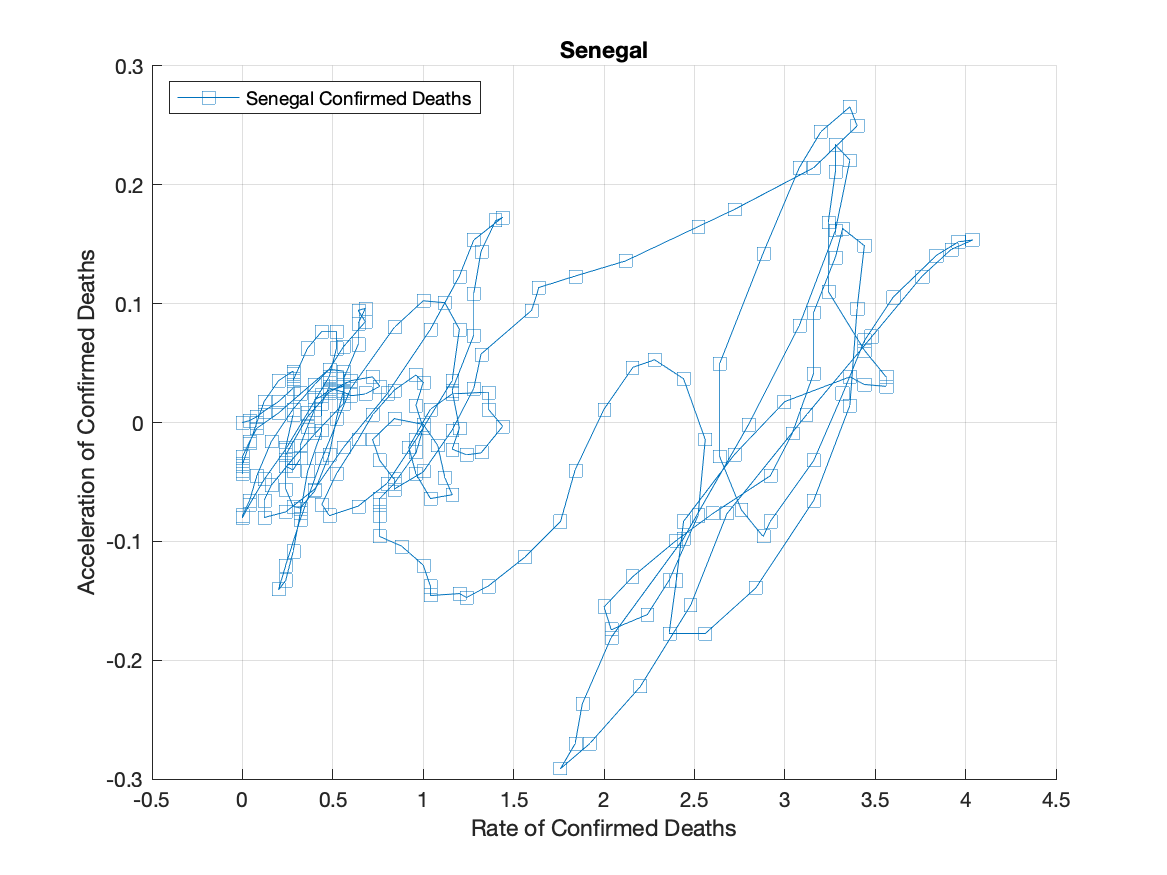 Senegal
Senegal Confirmed Deaths
0.3
0.2
0.1
0
-0.1
-0.2
-0.3
Acceleration of Confirmed Deaths
-0.5 0 0.5 1 1.5 2 2.5 3 3.5 4 4.5
Rate of Confirmed Deaths